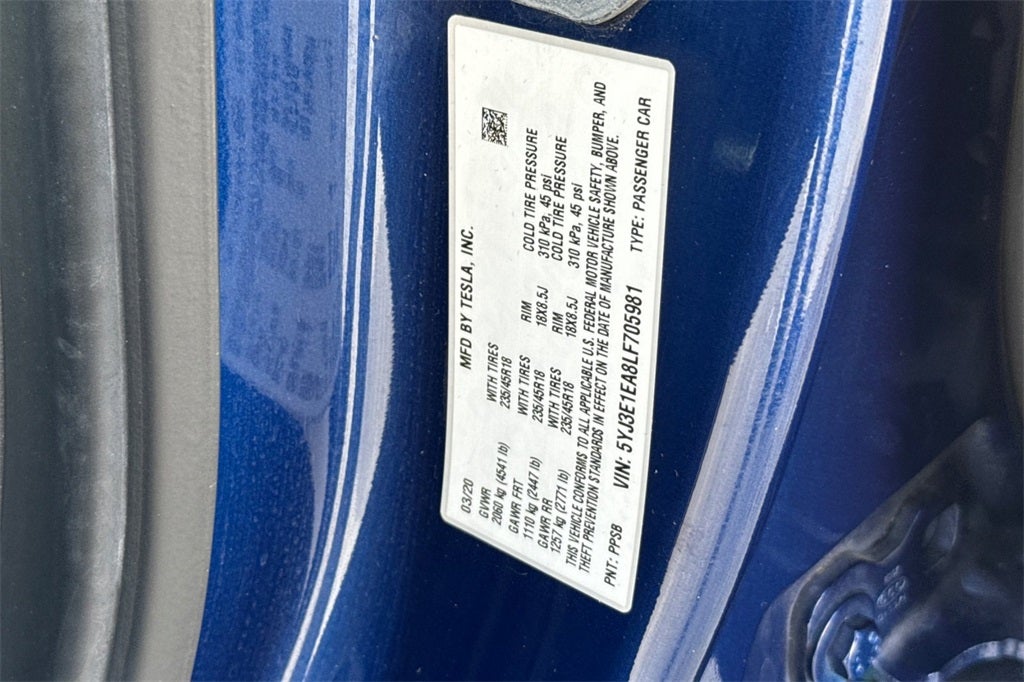 MFD BY TESLA, INC.
03/20
GVWR WITH TIRES
2060 kg (4541 lb) 235/45R18
GAWR FRT WITH TIRES RIM COLD TIRE PRESSURE
1110 kg (2447 lb) 235/45R18 18X8.5J 310 kPa, 45 psi
GAWR RR WITH TIRES RIM COLD TIRE PRESSURE
1257 kg (2771 lb) 235/45R18 18X8.5J 310 kPa, 45 psi
THIS VEHICLE CONFORMS TO ALL APPLICABLE U.S. FEDERAL MOTOR VEHICLE SAFETY, BUMPER, AND
THEFT PREVENTION STANDARDS IN EFFECT ON THE DATE OF MANUFACTURE SHOWN ABOVE.
VIN: 5YJ3E1EA8LF705981 TYPE: PASSENGER CAR
PNT: PPSB